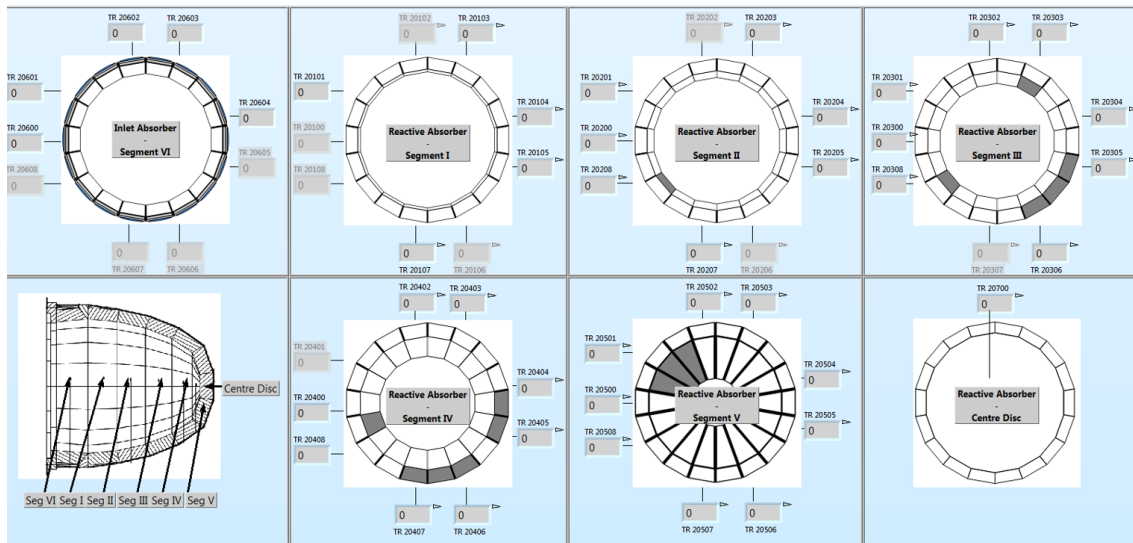 TR 20602 TR 20603
0 0
TR 20601
0
TR 20604
0
TR 20600
0
Inlet Absorber
-
Segment VI
TR 20605
0
TR 20608
0
0 0
TR 20607 TR 20606
TR 20102 TR 20103
0 0
TR 20101
0
TR 20104
0
TR 20100
0
Reactive Absorber
-
Segment I
TR 20105
0
TR 20108
0
0 0
TR 20107 TR 20106
TR 20202 TR 20203
0 0
TR 20201
0
TR 20204
0
TR 20200
0
Reactive Absorber
-
Segment II
TR 20205
0
TR 20208
0
0 0
TR 20207 TR 20206
TR 20302 TR 20303
0 0
TR 20301
0
TR 20304
0
TR 20300
0
Reactive Absorber
-
Segment III
TR 20305
0
TR 20308
0
0 0
TR 20307 TR 20306
Centre Disc
Seg VI Seg I Seg II Seg III Seg IV Seg V
TR 20402 TR 20403
0 0
TR 20401
0
TR 20404
0
TR 20400
0
Reactive Absorber
-
Segment IV
TR 20405
0
TR 20408
0
0 0
TR 20407 TR 20406
TR 20502 TR 20503
0 0
TR 20501
0
TR 20504
0
TR 20500
0
Reactive Absorber
-
Segment V
TR 20505
0
TR 20508
0
0 0
TR 20507 TR 20506
TR 20700
0
Reactive Absorber
-
Centre Disc